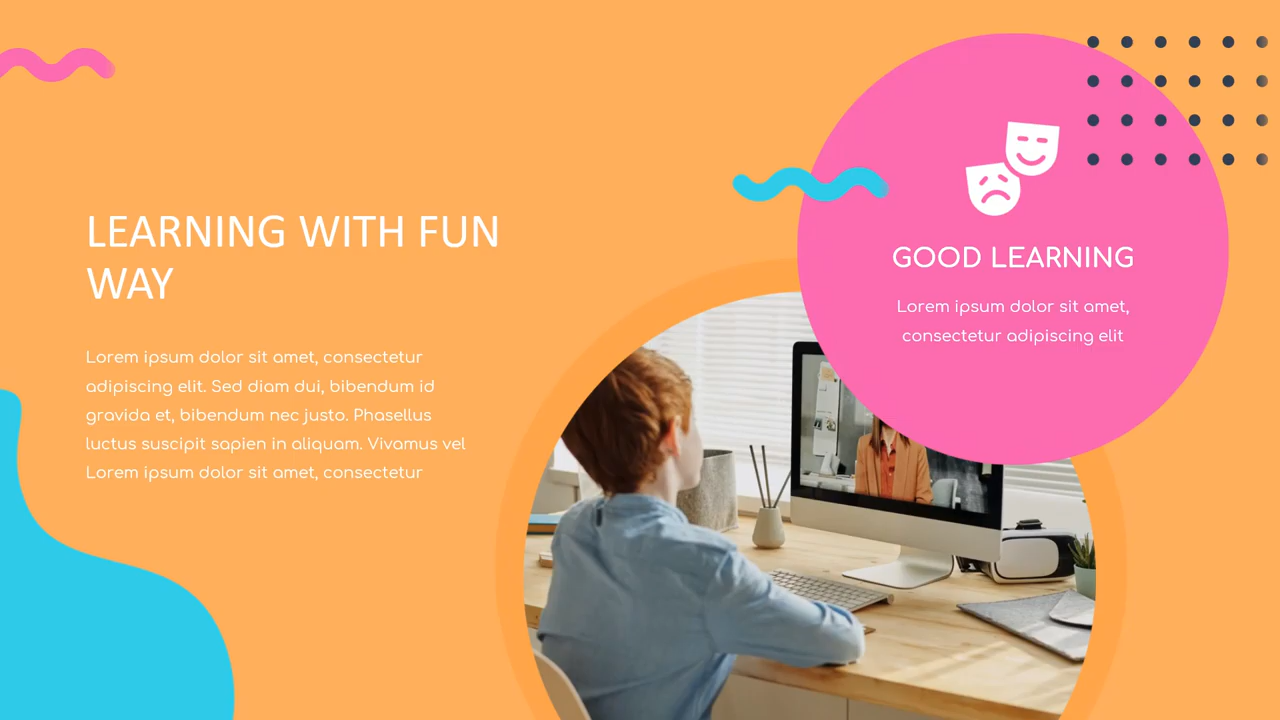 LEARNING WITH FUN
WAY
Lorem ipsum dolor sit amet, consectetur
adipiscing elit. Sed diam dui, bibendum id
gravida et, bibendum nec justo. Phasellus
luctus suscipit sapien in aliquam. Vivamus vel
Lorem ipsum dolor sit amet, consectetur
GOOD LEARNING
Lorem ipsum dolor sit amet,
consectetur adipiscing elit